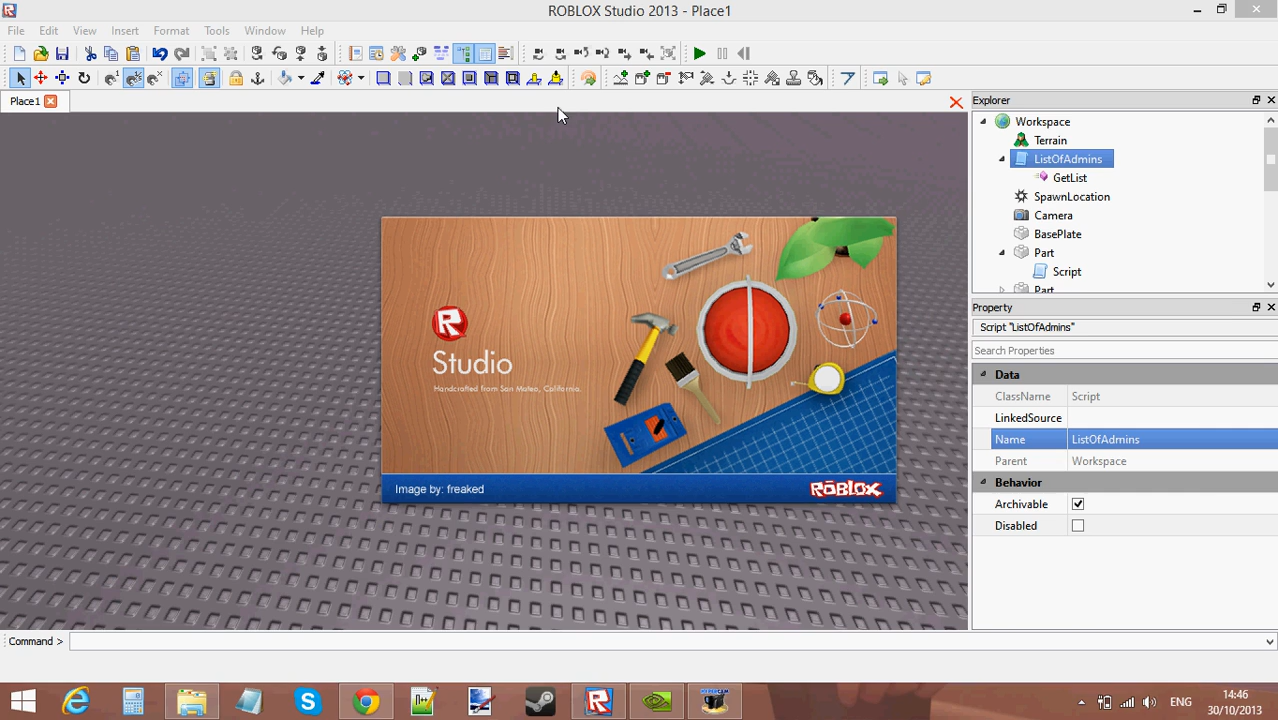 ROBLOX Studio 2013 - Place1
File Edit View Insert Format Tools Window Help
Place1
Explorer
Workspace
Terrain
ListOfAdmins
GetList
SpawnLocation
Camera
BasePlate
Part
Script
Part
Property
Script "ListOfAdmins"
Search Properties
Data
ClassName Script
LinkedSource
Name ListOfAdmins
Parent Workspace
Behavior
Archivable
Disabled
R
Studio
Handcrafted from San Mateo, California.
Image by: freaked
ROBLOX
Command >
ENG
14:46
30/10/2013